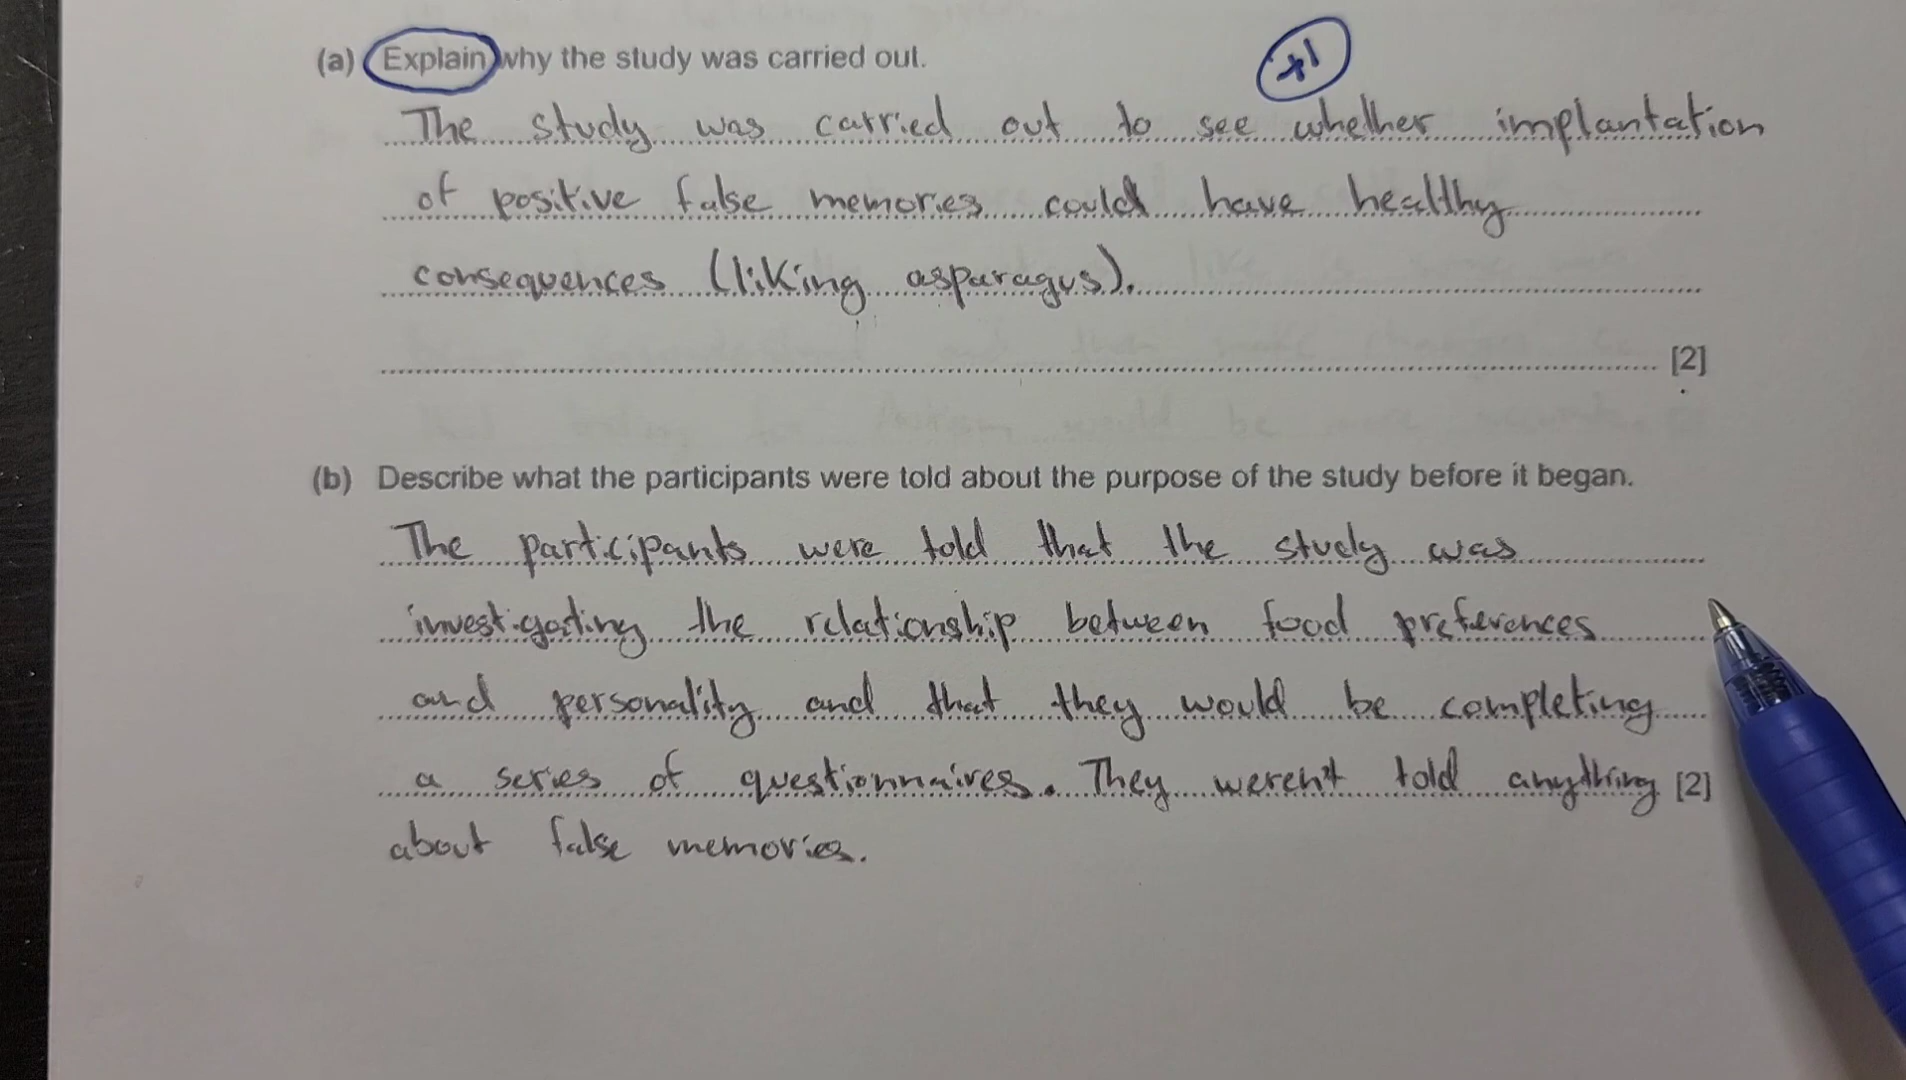 (a) Explain why the study was carried out.
+1
The study was carried out to see whether implantation
of positive false memories could have healthy
consequences (liking asparagus).
[2]
(b) Describe what the participants were told about the purpose of the study before it began.
The participants were told that the study was
investigating the relationship between food preferences
and personality and that they would be completing
a series of questionnaires. They weren't told anything [2]
about false memories.